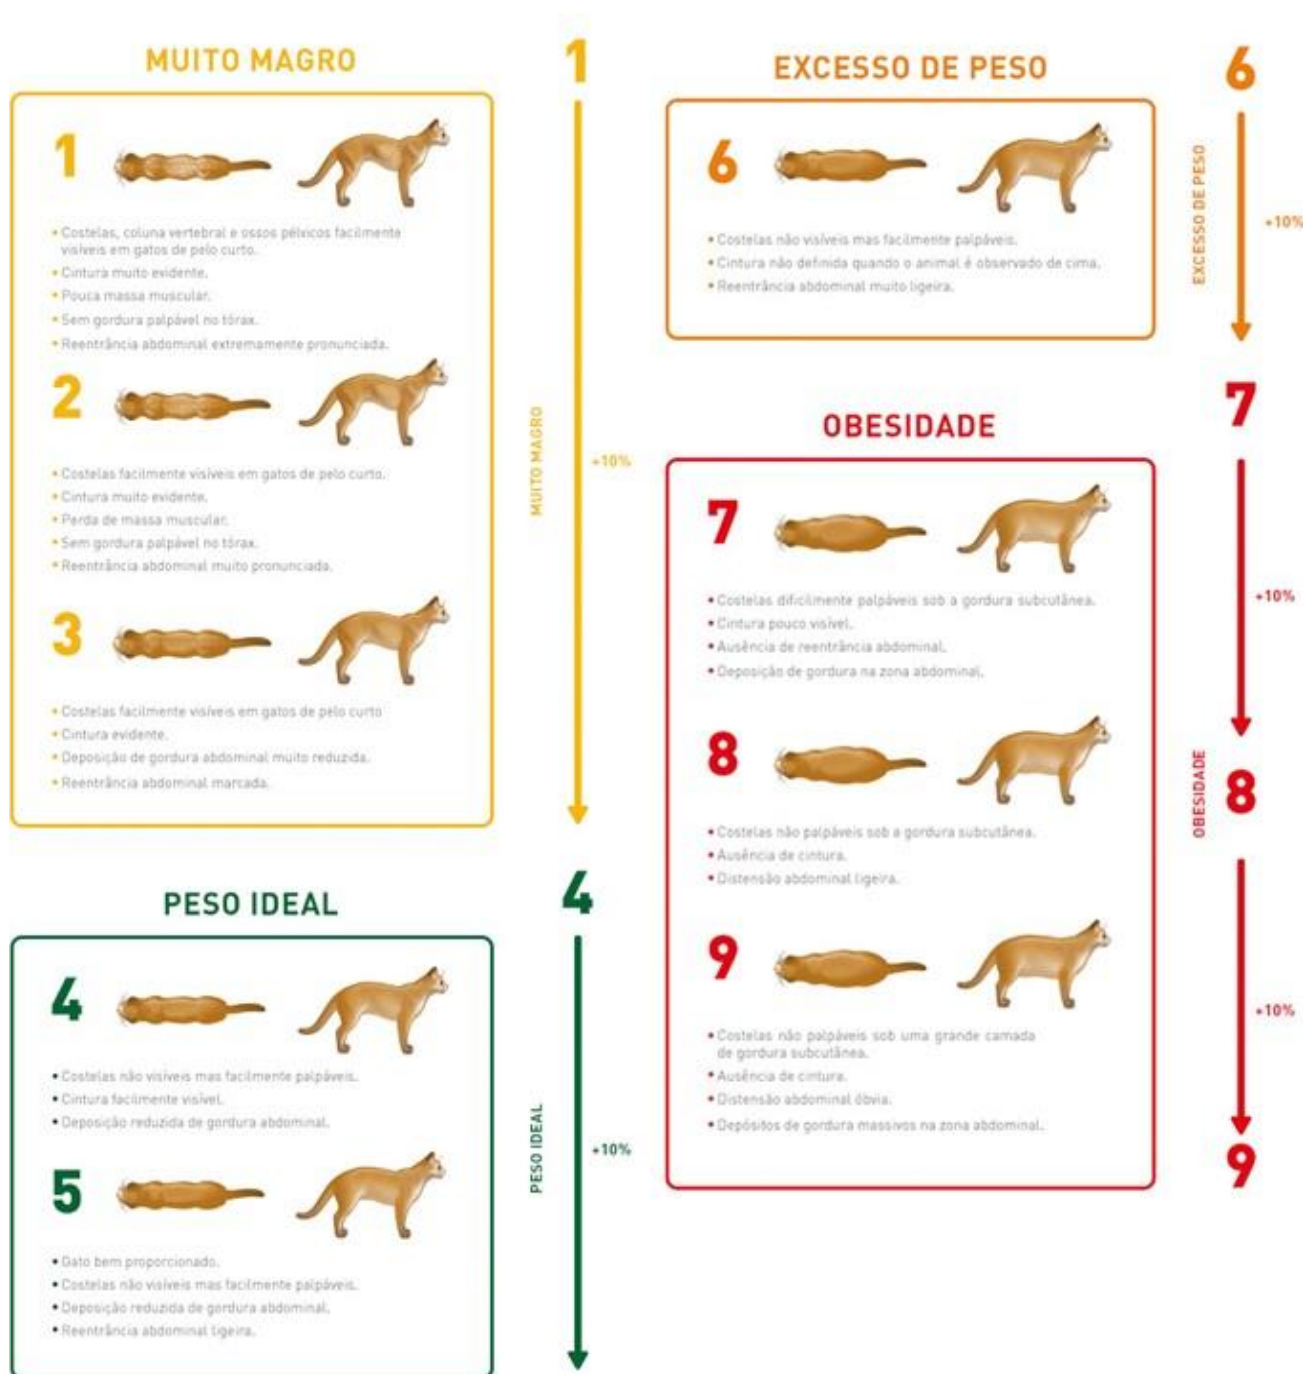 MUITO MAGRO
1
1
• Costelas, coluna vertebral e ossos pélvicos facilmente
visíveis em gatos de pelo curto.
• Cintura muito evidente.
• Pouca massa muscular.
• Sem gordura palpável no tórax.
• Reentrância abdominal extremamente pronunciada.
2
• Costelas facilmente visíveis em gatos de pelo curto.
• Cintura muito evidente.
• Perda de massa muscular.
• Sem gordura palpável no tórax.
• Reentrância abdominal muito pronunciada.
3
• Costelas facilmente visíveis em gatos de pelo curto
• Cintura evidente.
• Deposição de gordura abdominal muito reduzida.
• Reentrância abdominal marcada.
MUITO MAGRO
+10%
PESO IDEAL
4
4
• Costelas não visíveis mas facilmente palpáveis.
• Cintura facilmente visível.
• Deposição reduzida de gordura abdominal.
5
• Gato bem proporcionado.
• Costelas não visíveis mas facilmente palpáveis.
• Deposição reduzida de gordura abdominal.
• Reentrância abdominal ligeira.
PESO IDEAL
+10%
EXCESSO DE PESO
6
6
• Costelas não visíveis mas facilmente palpáveis.
• Cintura não definida quando o animal é observado de cima.
• Reentrância abdominal muito ligeira.
EXCESSO DE PESO
+10%
OBESIDADE
7
7
• Costelas dificilmente palpáveis sob a gordura subcutânea.
• Cintura pouco visível.
• Ausência de reentrância abdominal.
• Deposição de gordura na zona abdominal.
+10%
8
• Costelas não palpáveis sob a gordura subcutânea.
• Ausência de cintura.
• Distensão abdominal ligeira.
OBESIDADE
8
9
• Costelas não palpáveis sob uma grande camada
de gordura subcutânea.
• Ausência de cintura.
• Distensão abdominal óbvia.
• Depósitos de gordura massivos na zona abdominal.
+10%
9